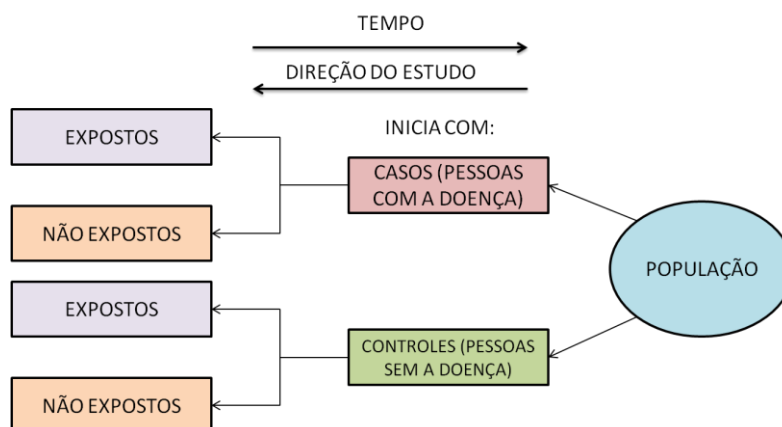 TEMPO
DIREÇÃO DO ESTUDO
INICIA COM:
EXPOSTOS
CASOS (PESSOAS
COM A DOENÇA)
NÃO EXPOSTOS
POPULAÇÃO
EXPOSTOS
CONTROLES (PESSOAS
SEM A DOENÇA)
NÃO EXPOSTOS